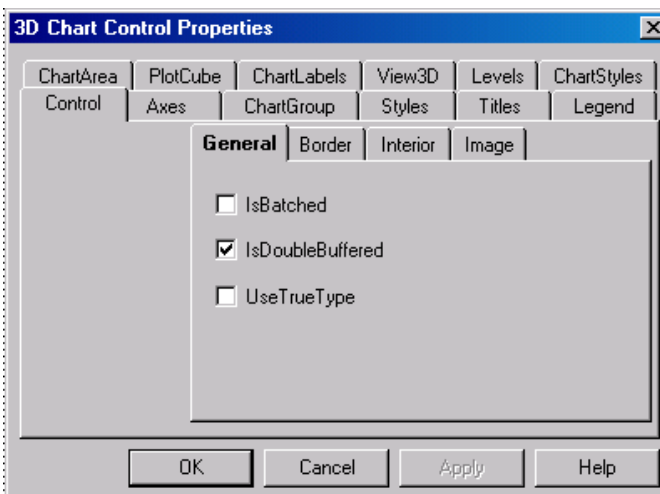 3D Chart Control Properties
ChartArea PlotCube ChartLabels View3D Levels ChartStyles
Control Axes ChartGroup Styles Titles Legend
General Border Interior Image
IsBatched
IsDoubleBuffered
UseTrueType
OK Cancel Apply Help